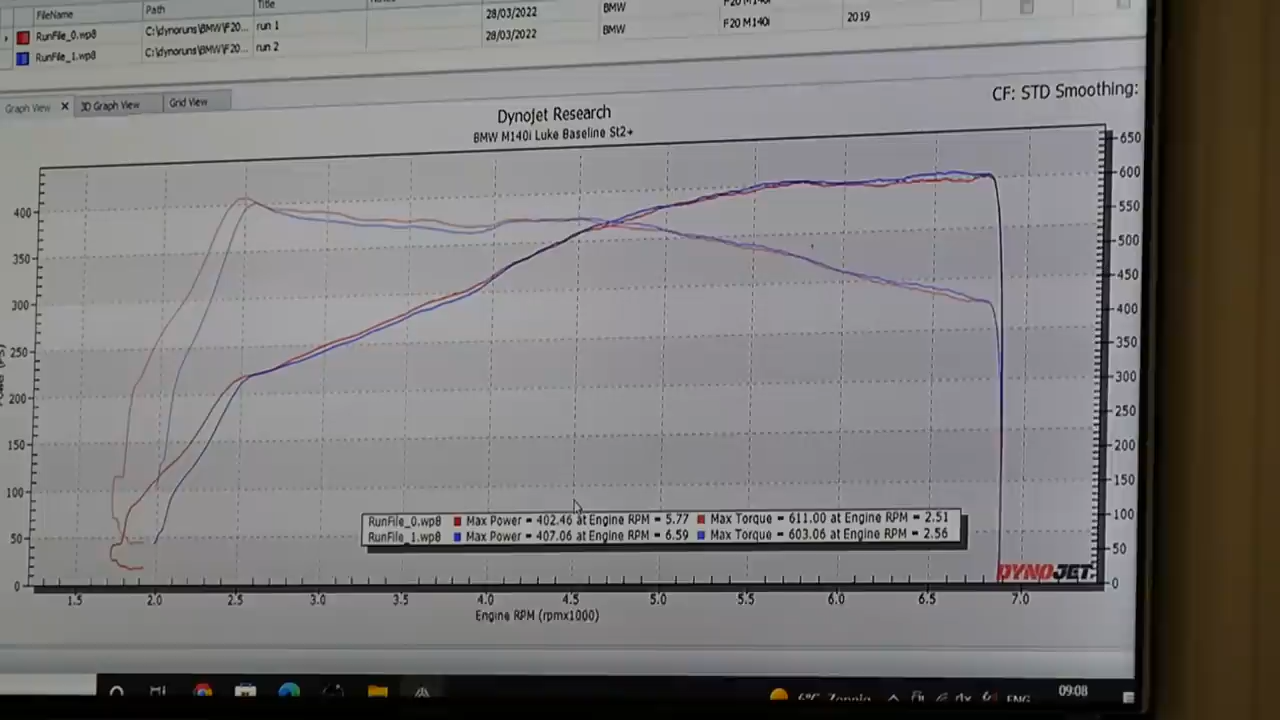 FileName Path Title
28/03/2022 BMW F20 M140i
RunFile_0.wp8 C:\dynoruns\BMW\F20... run 1 28/03/2022 BMW F20 M140i 2019
RunFile_1.wp8 C:\dynoruns\BMW\F20... run 2
Graph View X 3D Graph View Grid View
CF: STD Smoothing:
DynoJet Research
BMW M140i Luke Baseline St2+
400
350
300
250
200
150
100
50
0
650
600
550
500
450
400
350
300
250
200
150
100
50
0
RunFile_0.wp8 Max Power = 402.46 at Engine RPM = 5.77 Max Torque = 611.00 at Engine RPM = 2.51
RunFile_1.wp8 Max Power = 407.06 at Engine RPM = 6.59 Max Torque = 603.06 at Engine RPM = 2.56
DYNOJET
1.5 2.0 2.5 3.0 3.5 4.0 4.5 5.0 5.5 6.0 6.5 7.0
Engine RPM (rpmx1000)
6°C ENG 09:08